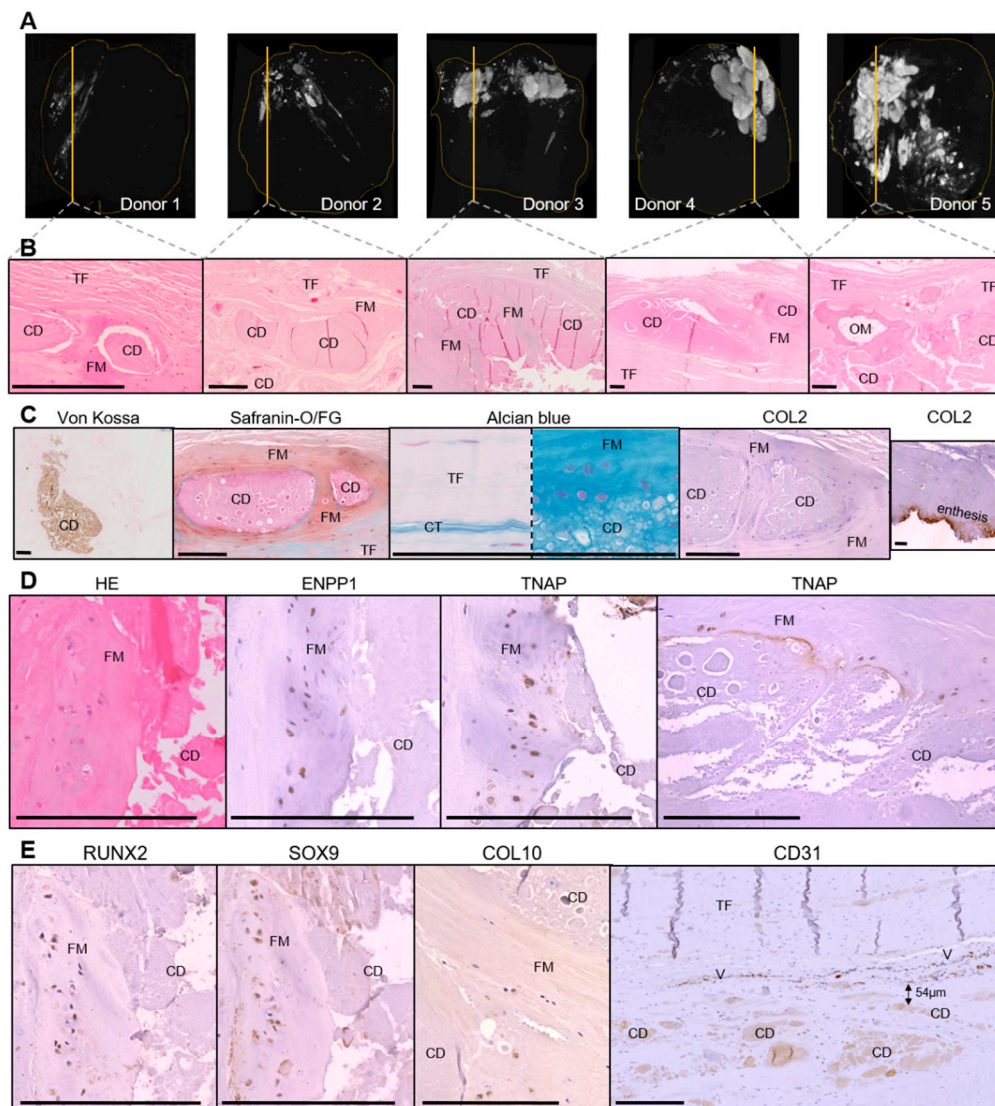 A
Donor 1
Donor 2
Donor 3
Donor 4
Donor 5
B
TF
CD
CD
FM
TF
FM
CD
CD
CD
TF
CD
FM
CD
FM
CD
CD
FM
TF
TF
TF
OM
CD
CD
C
Von Kossa
Safranin-O/FG
Alcian blue
COL2
COL2
CD
FM
CD
CD
FM
TF
TF
CT
FM
CD
FM
CD
CD
FM
enthesis
D
HE
ENPP1
TNAP
TNAP
FM
CD
FM
CD
FM
CD
FM
CD
CD
E
RUNX2
SOX9
COL10
CD31
FM
CD
FM
CD
CD
FM
CD
TF
V
V
54µm
CD
CD
CD
CD